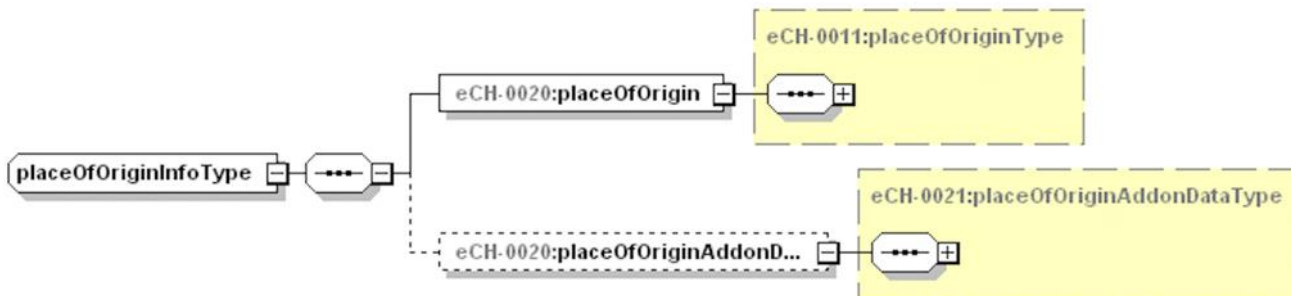 eCH-0011:placeOfOriginType
eCH-0020:placeOfOrigin
placeOfOriginInfoType
eCH-0021:placeOfOriginAddonDataType
eCH-0020:placeOfOriginAddonD...